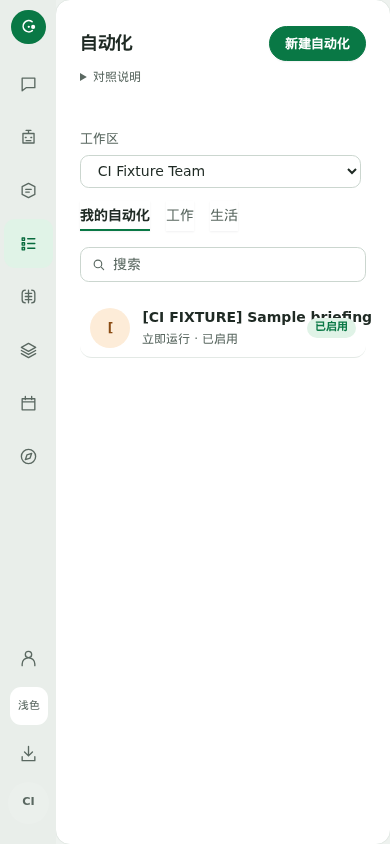 自动化
新建自动化
对照说明
工作区
CI Fixture Team
我的自动化
工作
生活
搜索
[
[CI FIXTURE] Sample briefing
已启用
立即运行 · 已启用
浅色
CI